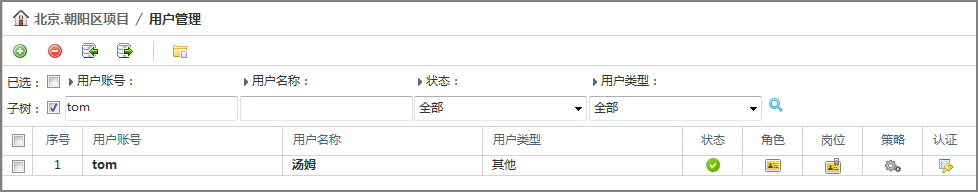 北京.朝阳区项目 / 用户管理
已选： 用户账号： 用户名称： 状态： 用户类型：
子树： tom 全部 全部
序号 用户账号 用户名称 用户类型 状态 角色 岗位 策略 认证
1 tom 汤姆 其他